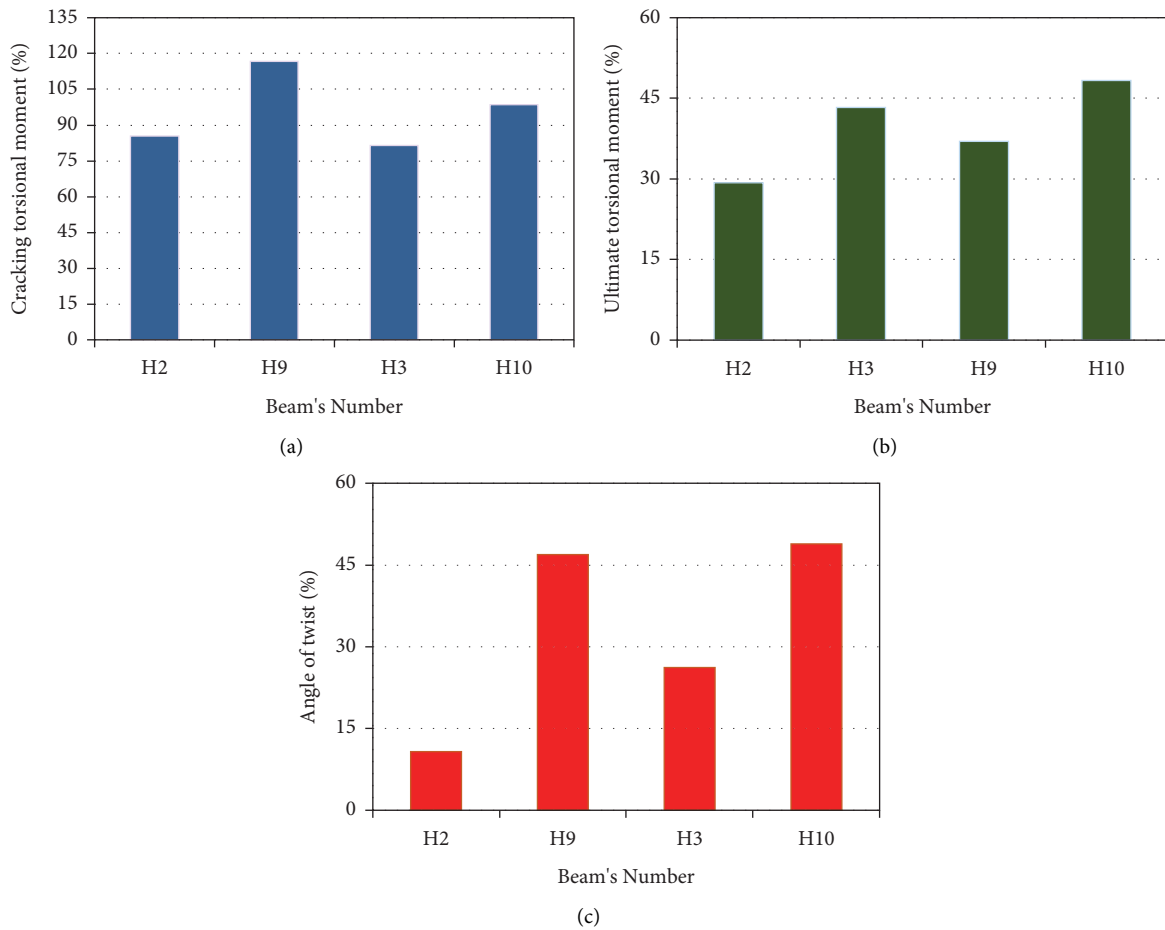 Cracking torsional moment (%)
135
120
105
90
75
60
45
30
15
0
H2 H9 H3 H10
Beam's Number
(a)
Ultimate torsional moment (%)
60
45
30
15
0
H2 H3 H9 H10
Beam's Number
(b)
Angle of twist (%)
60
45
30
15
0
H2 H9 H3 H10
Beam's Number
(c)